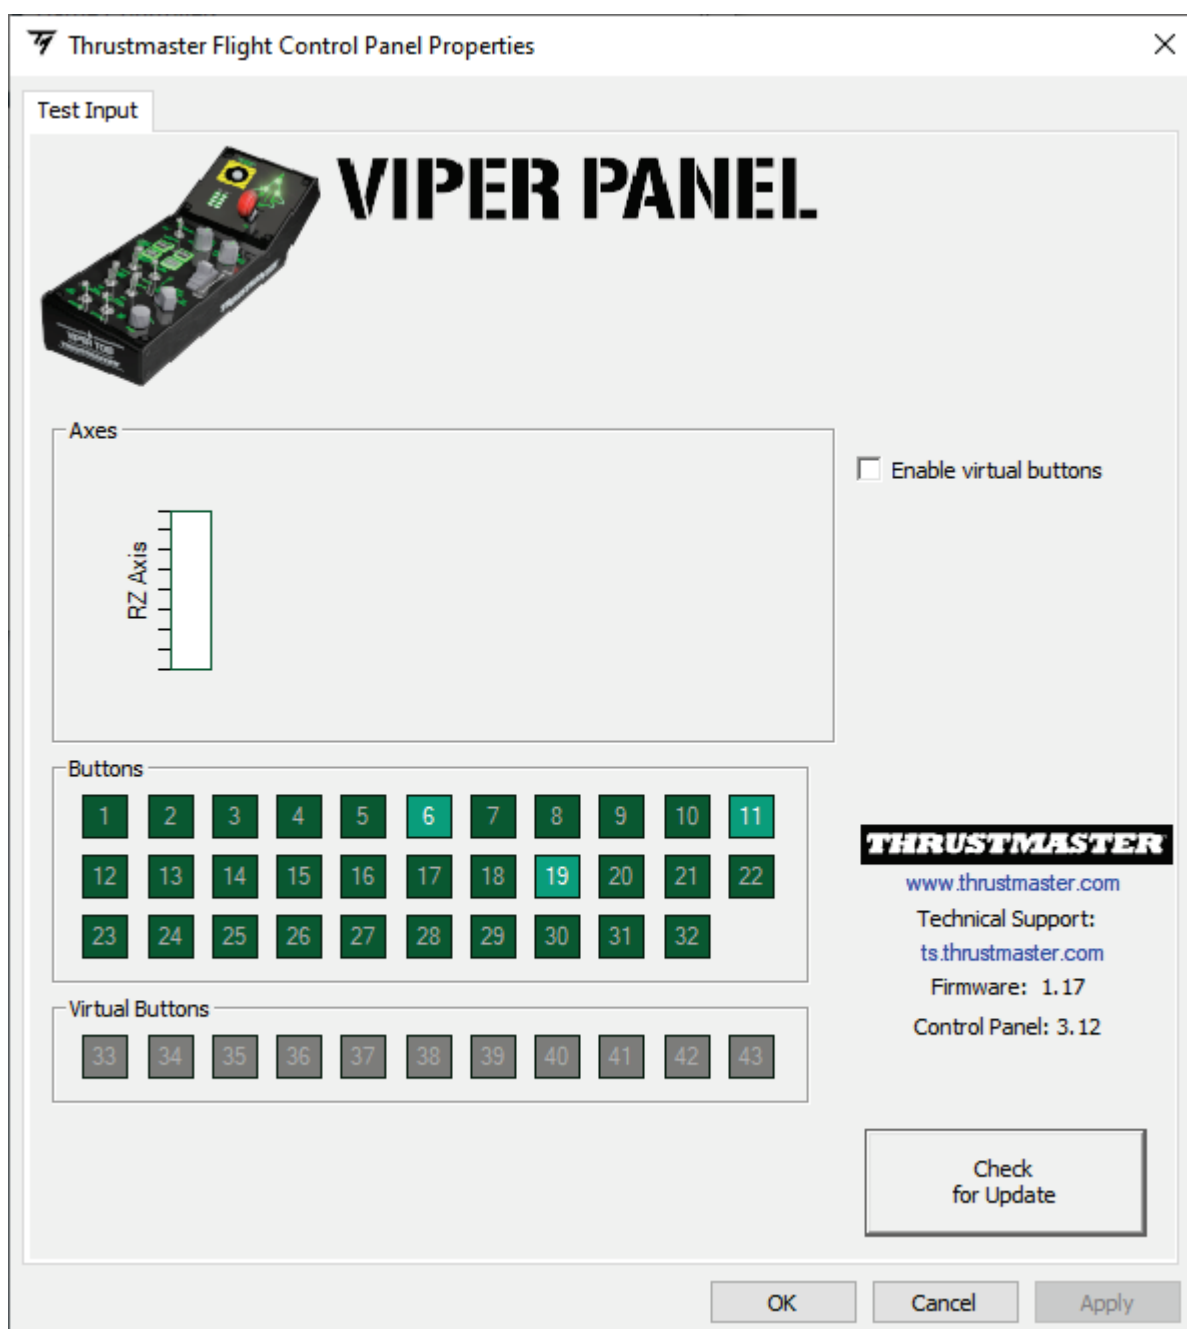 Thrustmaster Flight Control Panel Properties
Test Input
VIPER PANEL
VIPER TQS
THRUSTMASTER
Axes
RZ Axis
Enable virtual buttons
Buttons
1 2 3 4 5 6 7 8 9 10 11
12 13 14 15 16 17 18 19 20 21 22
23 24 25 26 27 28 29 30 31 32
Virtual Buttons
33 34 35 36 37 38 39 40 41 42 43
THRUSTMASTER
www.thrustmaster.com
Technical Support:
ts.thrustmaster.com
Firmware: 1.17
Control Panel: 3.12
Check
for Update
OK
Cancel
Apply